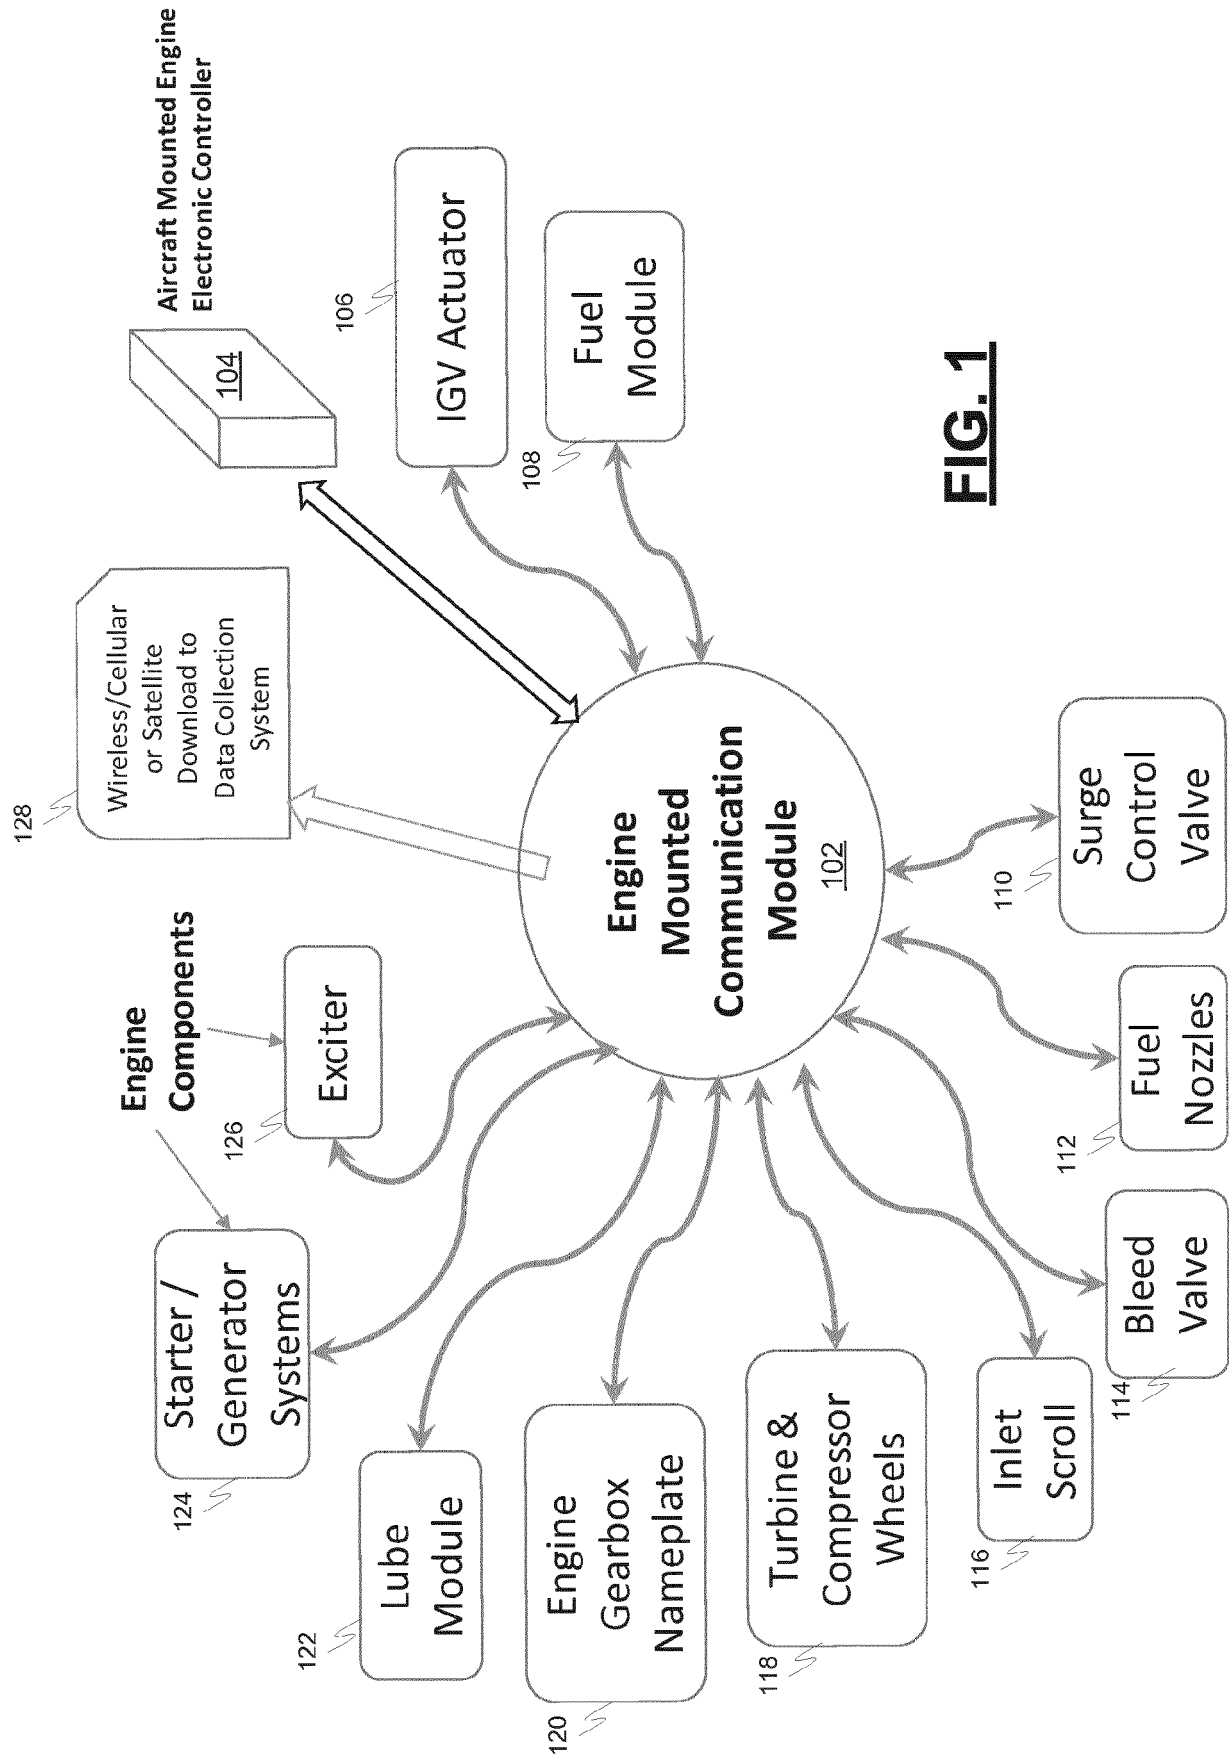 128
Wireless/Cellular
or Satellite
Download to
Data Collection
System
Aircraft Mounted Engine
Electronic Controller
104
Engine
Components
124
Starter /
Generator
Systems
126
Exciter
106
IGV Actuator
122
Lube
Module
108
Fuel
Module
120
Engine
Gearbox
Nameplate
Engine
Mounted
Communication
Module
102
118
Turbine &
Compressor
Wheels
116
Inlet
Scroll
114
Bleed
Valve
112
Fuel
Nozzles
110
Surge
Control
Valve
FIG. 1